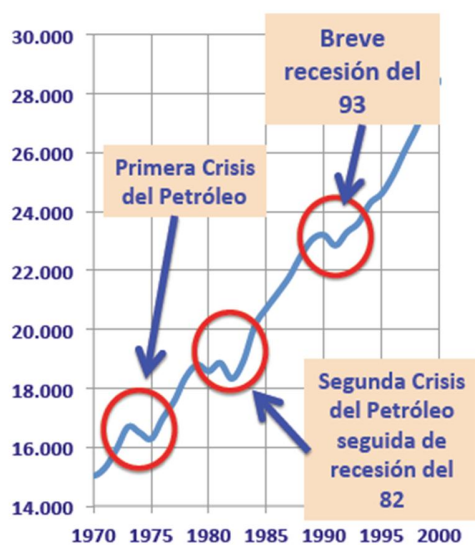 30.000
28.000
26.000
24.000
22.000
20.000
18.000
16.000
14.000
1970 1975 1980 1985 1990 1995 2000
Breve
recesión del
93
Primera Crisis
del Petróleo
Segunda Crisis
del Petróleo
seguida de
recesión del
82